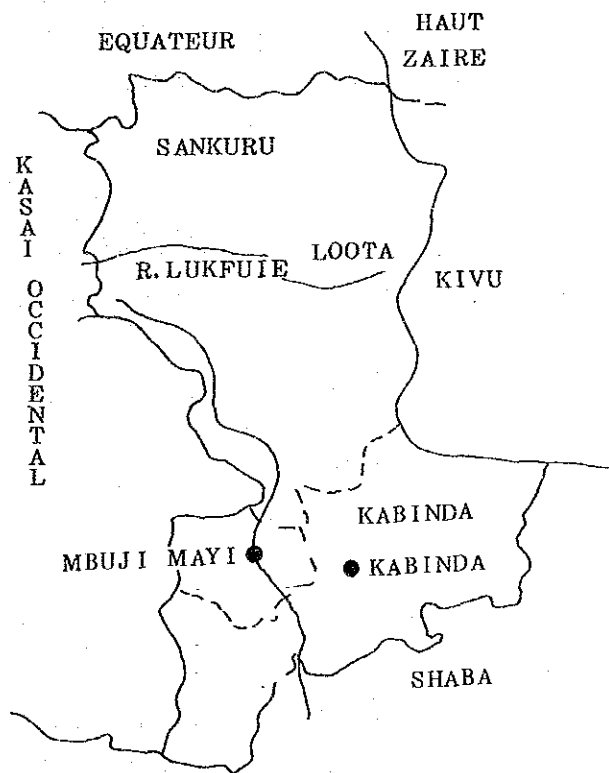 EQUATEUR
HAUT
ZAIRE
SANKURU
KASAI OCCIDENTAL
LOOTA
R.LUKFUIE
KIVU
KABINDA
MBUJI MAYI
KABINDA
SHABA